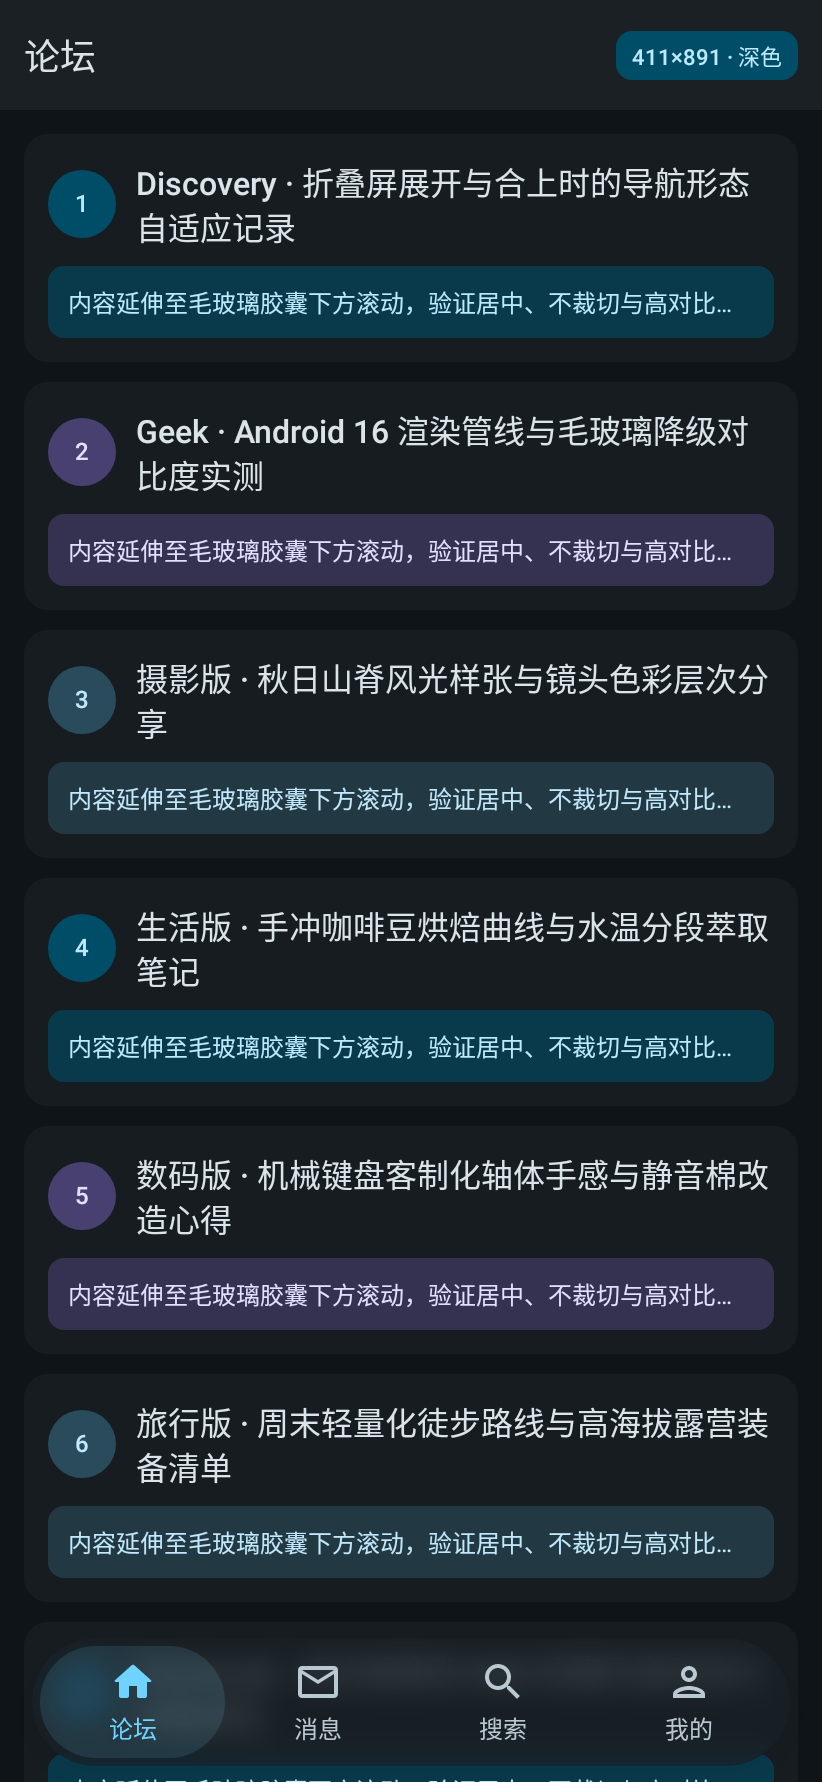 论坛
411×891 · 深色
1
Discovery · 折叠屏展开与合上时的导航形态
自适应记录
内容延伸至毛玻璃胶囊下方滚动，验证居中、不裁切与高对比…
2
Geek · Android 16 渲染管线与毛玻璃降级对
比度实测
内容延伸至毛玻璃胶囊下方滚动，验证居中、不裁切与高对比…
3
摄影版 · 秋日山脊风光样张与镜头色彩层次分
享
内容延伸至毛玻璃胶囊下方滚动，验证居中、不裁切与高对比…
4
生活版 · 手冲咖啡豆烘焙曲线与水温分段萃取
笔记
内容延伸至毛玻璃胶囊下方滚动，验证居中、不裁切与高对比…
5
数码版 · 机械键盘客制化轴体手感与静音棉改
造心得
内容延伸至毛玻璃胶囊下方滚动，验证居中、不裁切与高对比…
6
旅行版 · 周末轻量化徒步路线与高海拔露营装
备清单
内容延伸至毛玻璃胶囊下方滚动，验证居中、不裁切与高对比…
论坛
消息
搜索
我的